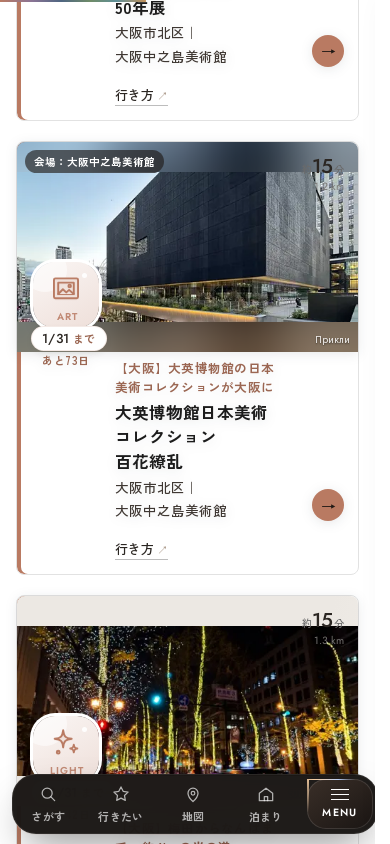 50年展
大阪市北区｜
大阪中之島美術館
→
行き方 ↗
会場：大阪中之島美術館
15分
ART
1/31 まで
あと73日
Прикли
【大阪】大英博物館の日本
美術コレクションが大阪に
大英博物館日本美術
コレクション
百花繚乱
大阪市北区｜
大阪中之島美術館
→
行き方 ↗
約15分
1.3 km
LIGHT
さがす
行きたい
地図
泊まり
MENU